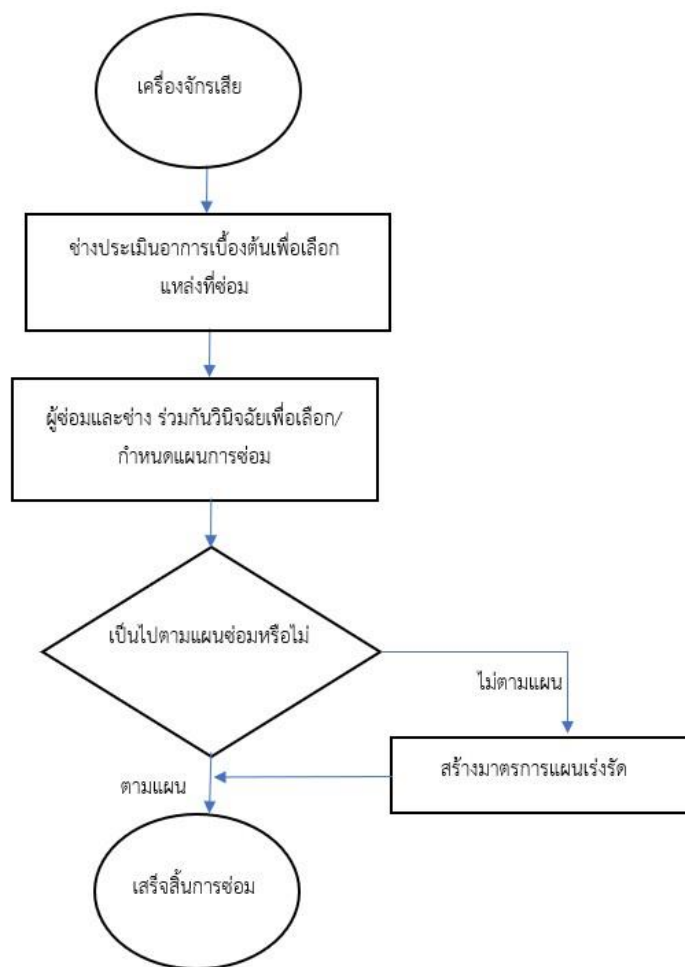 เครื่องจักรเสีย
ช่างประเมินอาการเบื้องต้นเพื่อเลือก
แหล่งที่ซ่อม
ผู้ซ่อมและช่าง ร่วมกันวินิจฉัยเพื่อเลือก/
กำหนดแผนการซ่อม
เป็นไปตามแผนซ่อมหรือไม่
ไม่ตามแผน
สร้างมาตรการแผนเร่งรัด
ตามแผน
เสร็จสิ้นการซ่อม